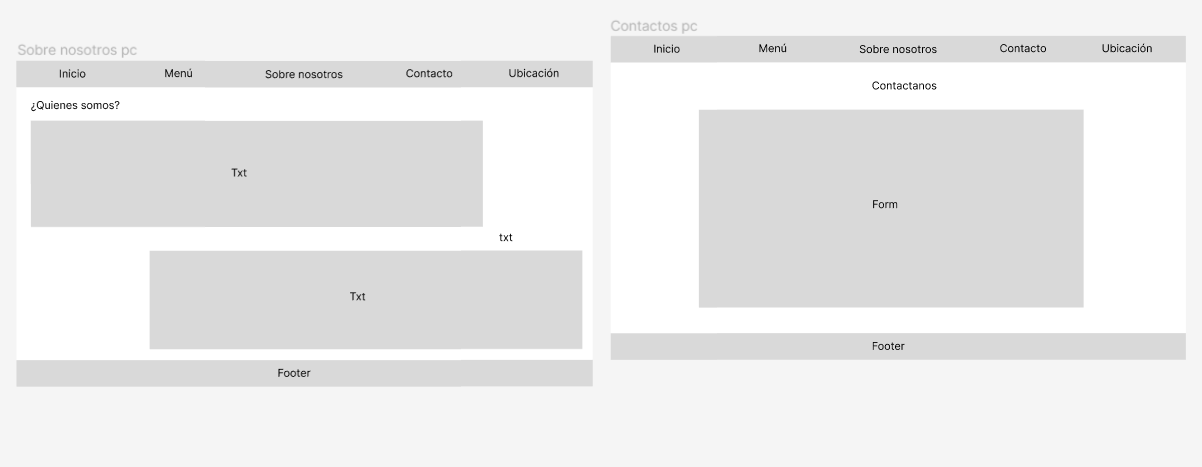 Sobre nosotros pc
Inicio Menú Sobre nosotros Contacto Ubicación
¿Quienes somos?
Txt
txt
Txt
Footer
Contactos pc
Inicio Menú Sobre nosotros Contacto Ubicación
Contactanos
Form
Footer